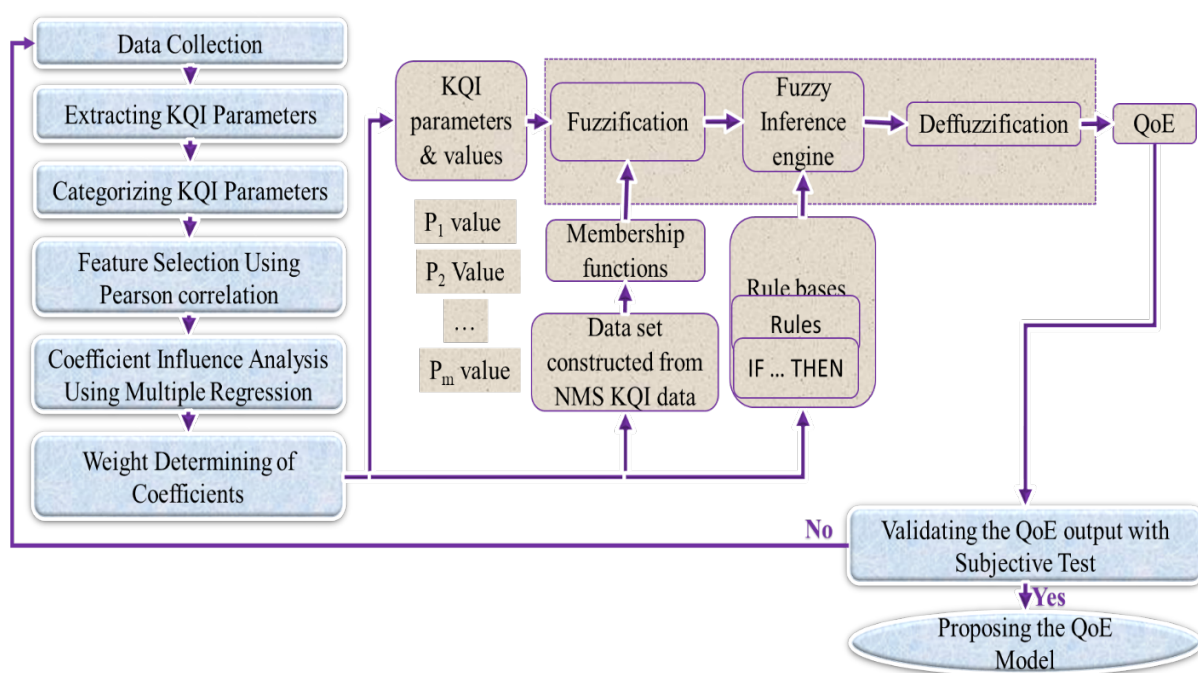 Data Collection
Extracting KQI Parameters
Categorizing KQI Parameters
Feature Selection Using
Pearson correlation
Coefficient Influence Analysis
Using Multiple Regression
Weight Determining of
Coefficients
KQI
parameters
& values
P₁ value
P₂ Value
...
Pₘ value
Fuzzification
Fuzzy
Inference
engine
Deffuzzification
QoE
Membership
functions
Data set
constructed from
NMS KQI data
Rule bases
Rules
IF ... THEN
No
Validating the QoE output with
Subjective Test
Yes
Proposing the QoE
Model